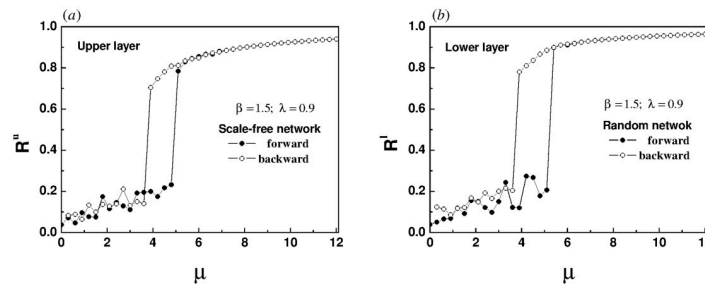 (a)
1.0
Upper layer
0.8
0.6
β=1.5; λ=0.9
R^u
Scale-free network
0.4
forward
backward
0.2
0.0
0 2 4 6 8 10 12
μ
(b)
1.0
Lower layer
0.8
0.6
β=1.5; λ=0.9
R^l
Random netwok
0.4
forward
backward
0.2
0.0
0 2 4 6 8 10 12
μ